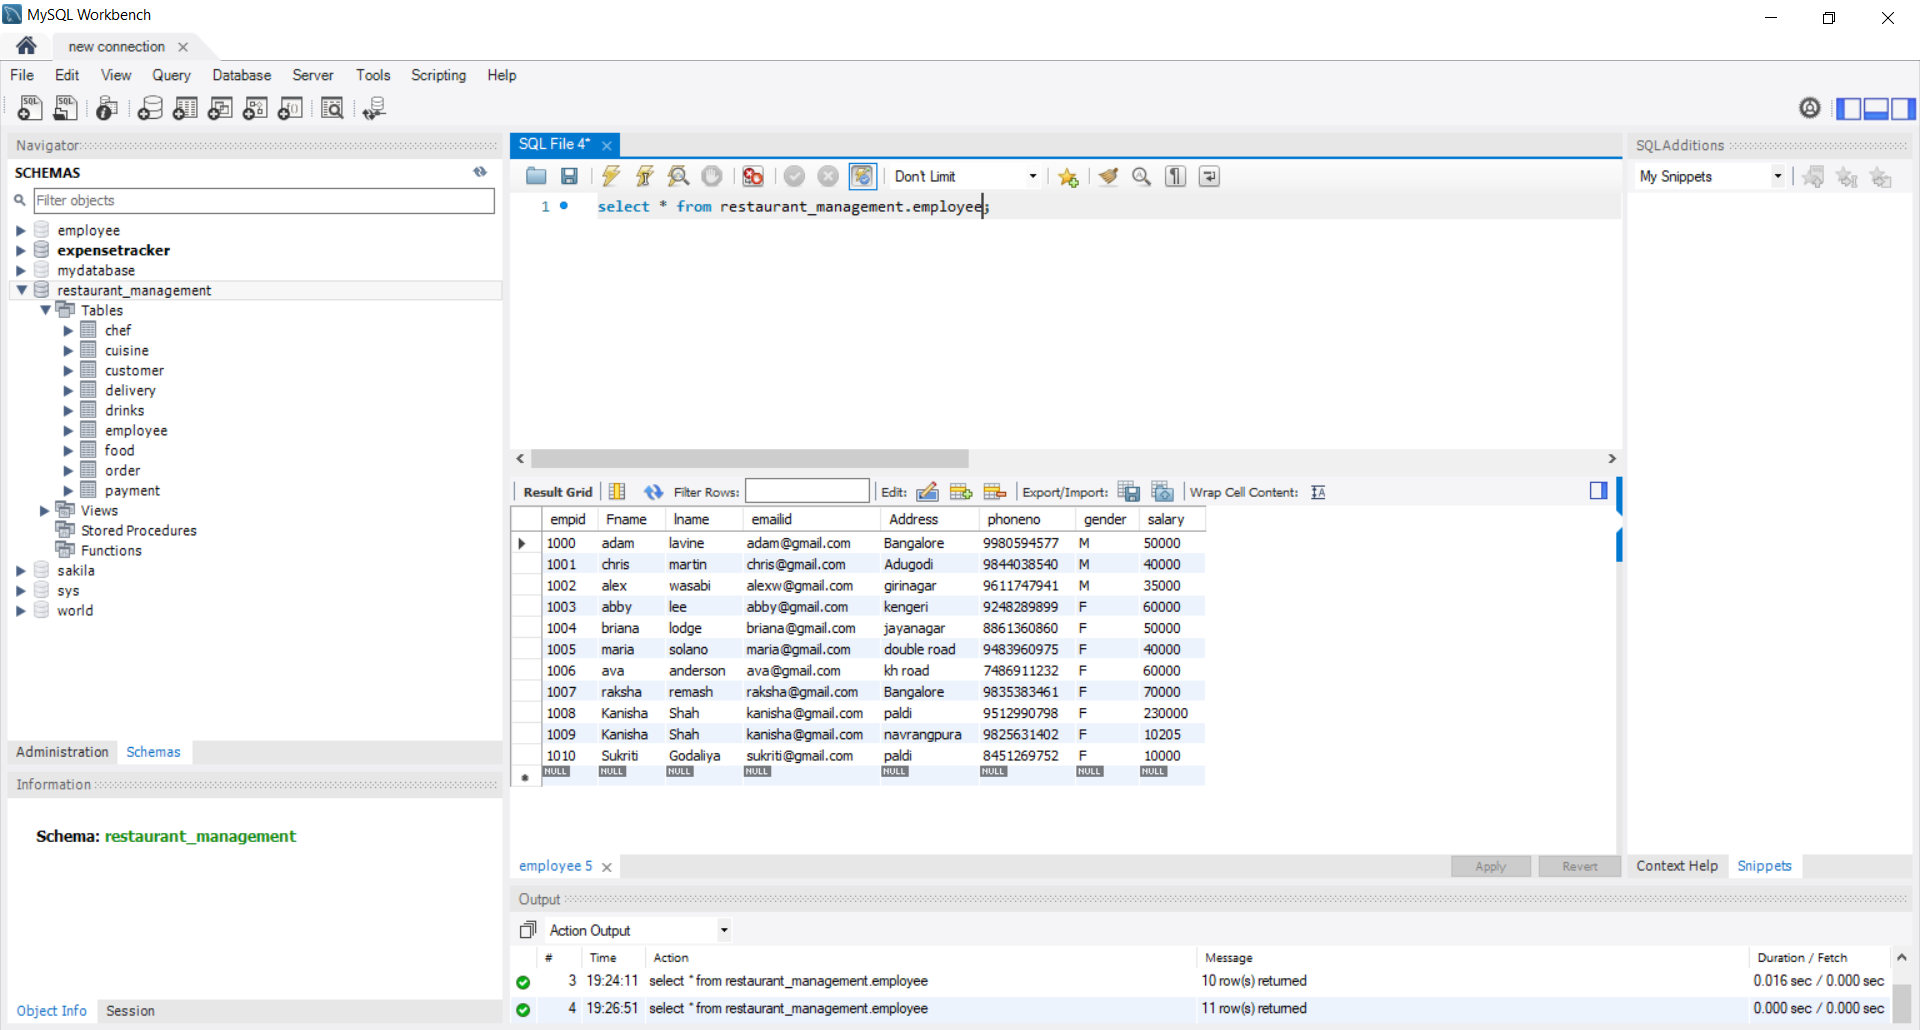 MySQL Workbench
new connection
File Edit View Query Database Server Tools Scripting Help
Navigator
SCHEMAS
Filter objects
employee
expensetracker
mydatabase
restaurant_management
Tables
chef
cuisine
customer
delivery
drinks
employee
food
order
payment
Views
Stored Procedures
Functions
sakila
sys
world
Administration Schemas
Information
Schema: restaurant_management
Object Info Session
SQL File 4*
Don't Limit
1 select * from restaurant_management.employee;
Result Grid Filter Rows: Edit: Export/Import: Wrap Cell Content:
empid Fname lname emailid Address phoneno gender salary
1000 adam lavine adam@gmail.com Bangalore 9980594577 M 50000
1001 chris martin chris@gmail.com Adugodi 9844038540 M 40000
1002 alex wasabi alexw@gmail.com girinagar 9611747941 M 35000
1003 abby lee abby@gmail.com kengeri 9248289899 F 60000
1004 briana lodge briana@gmail.com jayanagar 8861360860 F 50000
1005 maria solano maria@gmail.com double road 9483960975 F 40000
1006 ava anderson ava@gmail.com kh road 7486911232 F 60000
1007 raksha remash raksha@gmail.com Bangalore 9835383461 F 70000
1008 Kanisha Shah kanisha@gmail.com paldi 9512990798 F 230000
1009 Kanisha Shah kanisha@gmail.com navrangpura 9825631402 F 10205
1010 Sukriti Godaliya sukriti@gmail.com paldi 8451269752 F 10000
NULL NULL NULL NULL NULL NULL NULL NULL
employee 5
Apply Revert
Output
Action Output
# Time Action Message Duration / Fetch
3 19:24:11 select * from restaurant_management.employee 10 row(s) returned 0.016 sec / 0.000 sec
4 19:26:51 select * from restaurant_management.employee 11 row(s) returned 0.000 sec / 0.000 sec
SQLAdditions
My Snippets
Context Help Snippets